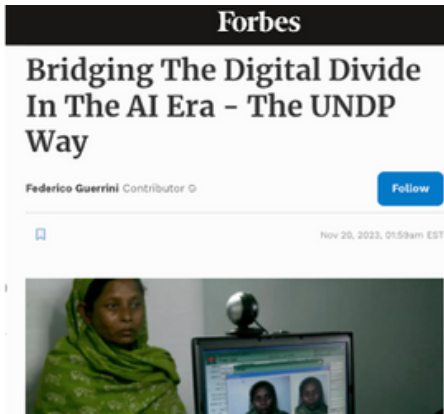 Forbes
Bridging The Digital Divide
In The AI Era – The UNDP
Way
Federico Guerrini Contributor
Follow
Nov 20, 2023, 01:59am EST